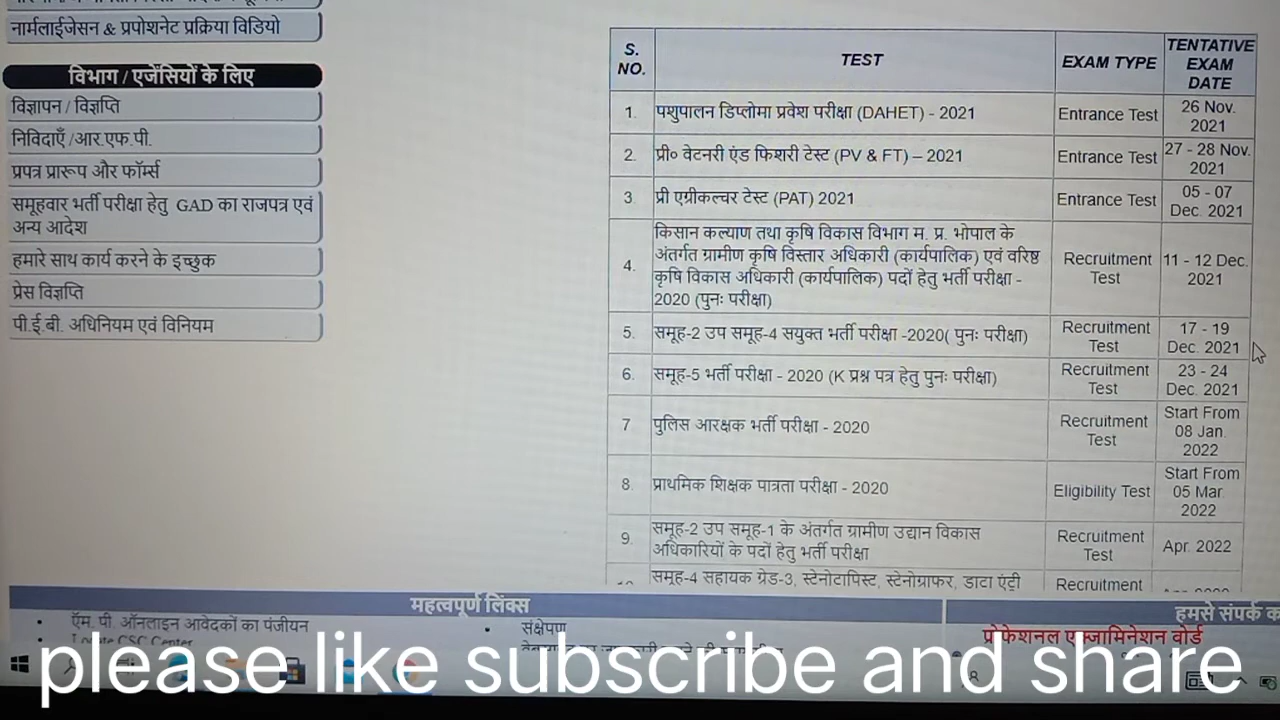 नार्मलाईजेसन & प्रपोशनेट प्रक्रिया विडियो
विभाग / एजेंसियों के लिए
विज्ञापन / विज्ञप्ति
निविदाएँ /आर.एफ.पी.
प्रपत्र प्रारूप और फॉर्म्स
समूहवार भर्ती परीक्षा हेतु GAD का राजपत्र एवं
अन्य आदेश
हमारे साथ कार्य करने के इच्छुक
प्रेस विज्ञप्ति
पी.ई.बी. अधिनियम एवं विनियम
S. NO. TEST EXAM TYPE TENTATIVE EXAM DATE
1. पशुपालन डिप्लोमा प्रवेश परीक्षा (DAHET) - 2021 Entrance Test 26 Nov. 2021
2. प्री० वेटनरी एंड फिशरी टेस्ट (PV & FT) – 2021 Entrance Test 27 - 28 Nov. 2021
3. प्री एग्रीकल्चर टेस्ट (PAT) 2021 Entrance Test 05 - 07 Dec. 2021
किसान कल्याण तथा कृषि विकास विभाग म. प्र. भोपाल के
अंतर्गत ग्रामीण कृषि विस्तार अधिकारी (कार्यपालिक) एवं वरिष्ठ
4. कृषि विकास अधिकारी (कार्यपालिक) पदों हेतु भर्ती परीक्षा - Recruitment Test 11 - 12 Dec. 2021
2020 (पुनः परीक्षा)
5. समूह-2 उप समूह-4 सयुक्त भर्ती परीक्षा -2020( पुनः परीक्षा) Recruitment Test 17 - 19 Dec. 2021
6. समूह-5 भर्ती परीक्षा - 2020 (K प्रश्न पत्र हेतु पुनः परीक्षा) Recruitment Test 23 - 24 Dec. 2021
7 पुलिस आरक्षक भर्ती परीक्षा - 2020 Recruitment Test Start From 08 Jan. 2022
8. प्राथमिक शिक्षक पात्रता परीक्षा - 2020 Eligibility Test Start From 05 Mar. 2022
9. समूह-2 उप समूह-1 के अंतर्गत ग्रामीण उद्यान विकास Recruitment Test Apr. 2022
अधिकारियों के पदों हेतु भर्ती परीक्षा
समूह-4 सहायक ग्रेड-3, स्टेनोटापिस्ट, स्टेनोग्राफर, डाटा एंट्री Recruitment
महत्वपूर्ण लिंक्स
हमसे संपर्क क
ऍम. पी. ऑनलाइन आवेदकों का पंजीयन
संक्षेपण
प्रोफेशनल एग्जामिनेशन बोर्ड
please like subscribe and share